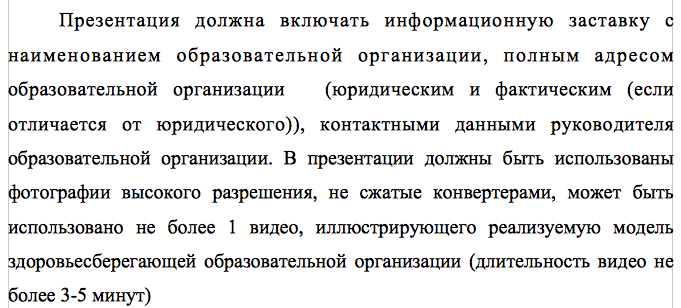 Презентация должна включать информационную заставку с
наименованием образовательной организации, полным адресом
образовательной организации (юридическим и фактическим (если
отличается от юридического)), контактными данными руководителя
образовательной организации. В презентации должны быть использованы
фотографии высокого разрешения, не сжатые конвертерами, может быть
использовано не более 1 видео, иллюстрирующего реализуемую модель
здоровьесберегающей образовательной организации (длительность видео не
более 3-5 минут)